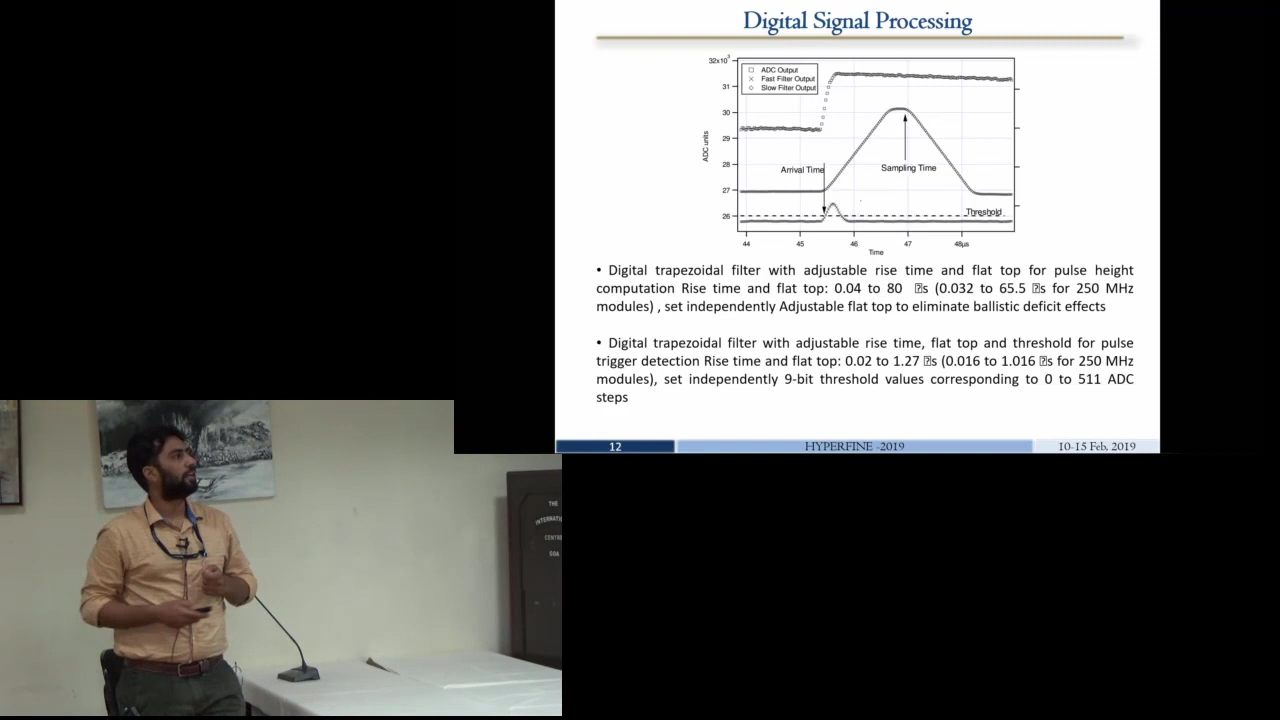 Digital Signal Processing
32x10³
31
30
29
28
27
26
ADC units
ADC Output
Fast Filter Output
Slow Filter Output
Arrival Time
Sampling Time
Threshold
44 45 46 47 48µs
Time
• Digital trapezoidal filter with adjustable rise time and flat top for pulse height
computation Rise time and flat top: 0.04 to 80 s (0.032 to 65.5 s for 250 MHz
modules) , set independently Adjustable flat top to eliminate ballistic deficit effects
• Digital trapezoidal filter with adjustable rise time, flat top and threshold for pulse
trigger detection Rise time and flat top: 0.02 to 1.27 s (0.016 to 1.016 s for 250 MHz
modules), set independently 9-bit threshold values corresponding to 0 to 511 ADC
steps
12 HYPERFINE -2019 10-15 Feb, 2019
THE
INTERNATI
CENTRE
GOA